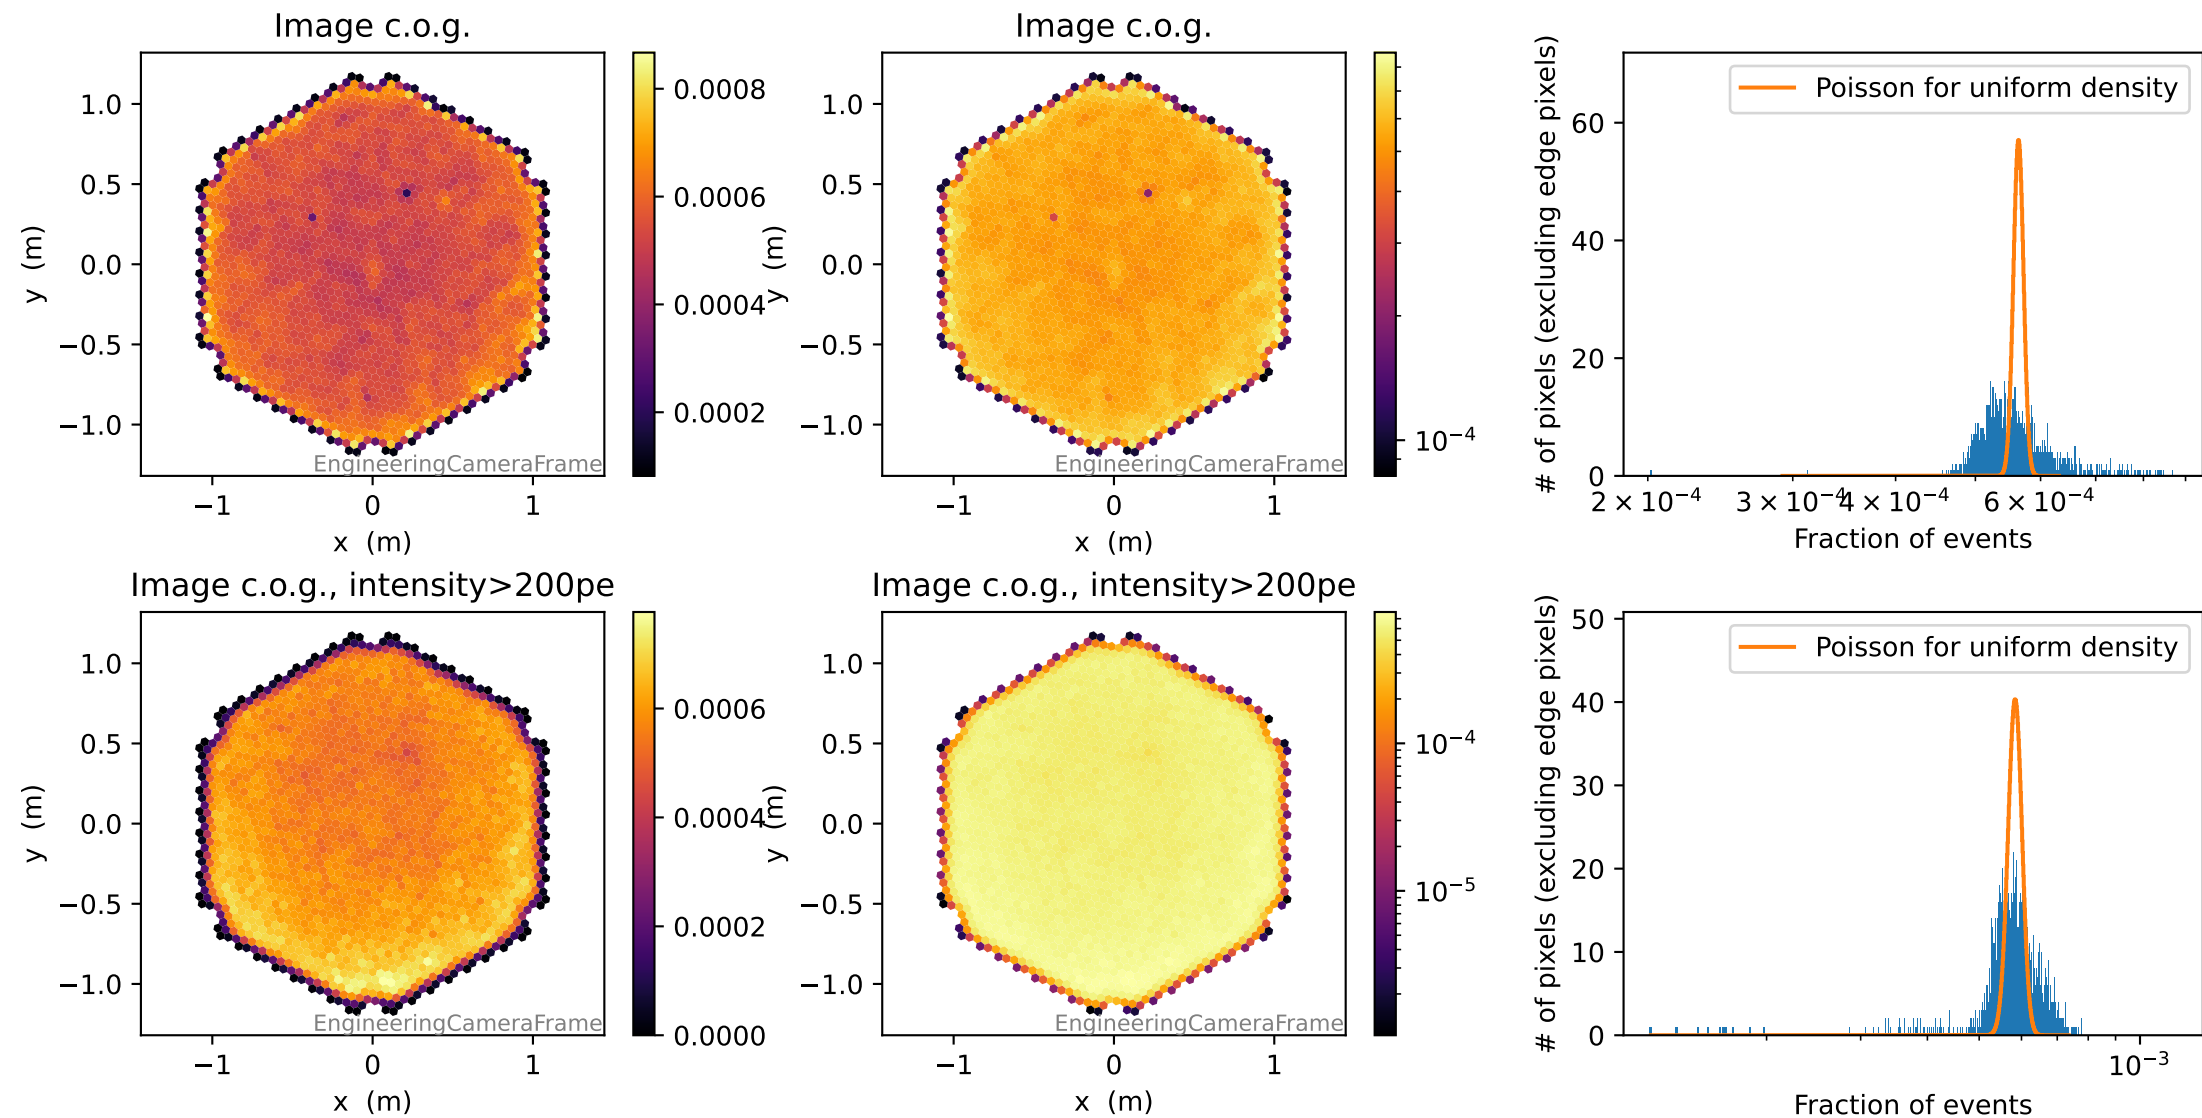 Image c.o.g.
1.0
0.5
0.0
−0.5
−1.0
y (m)
EngineeringCameraFrame
−1 0 1
x (m)
0.0008
0.0006
0.0004
0.0002
Image c.o.g.
1.0
0.5
0.0
−0.5
−1.0
y (m)
EngineeringCameraFrame
−1 0 1
x (m)
10⁻⁴
Poisson for uniform density
60
40
20
0
# of pixels (excluding edge pixels)
2 × 10⁻⁴ 3 × 10⁻⁴ 4 × 10⁻⁴ 6 × 10⁻⁴
Fraction of events
Image c.o.g., intensity>200pe
1.0
0.5
0.0
−0.5
−1.0
y (m)
EngineeringCameraFrame
−1 0 1
x (m)
0.0006
0.0004
0.0002
0.0000
Image c.o.g., intensity>200pe
1.0
0.5
0.0
−0.5
−1.0
y (m)
EngineeringCameraFrame
−1 0 1
x (m)
10⁻⁴
10⁻⁵
Poisson for uniform density
50
40
30
20
10
0
# of pixels (excluding edge pixels)
10⁻³
Fraction of events